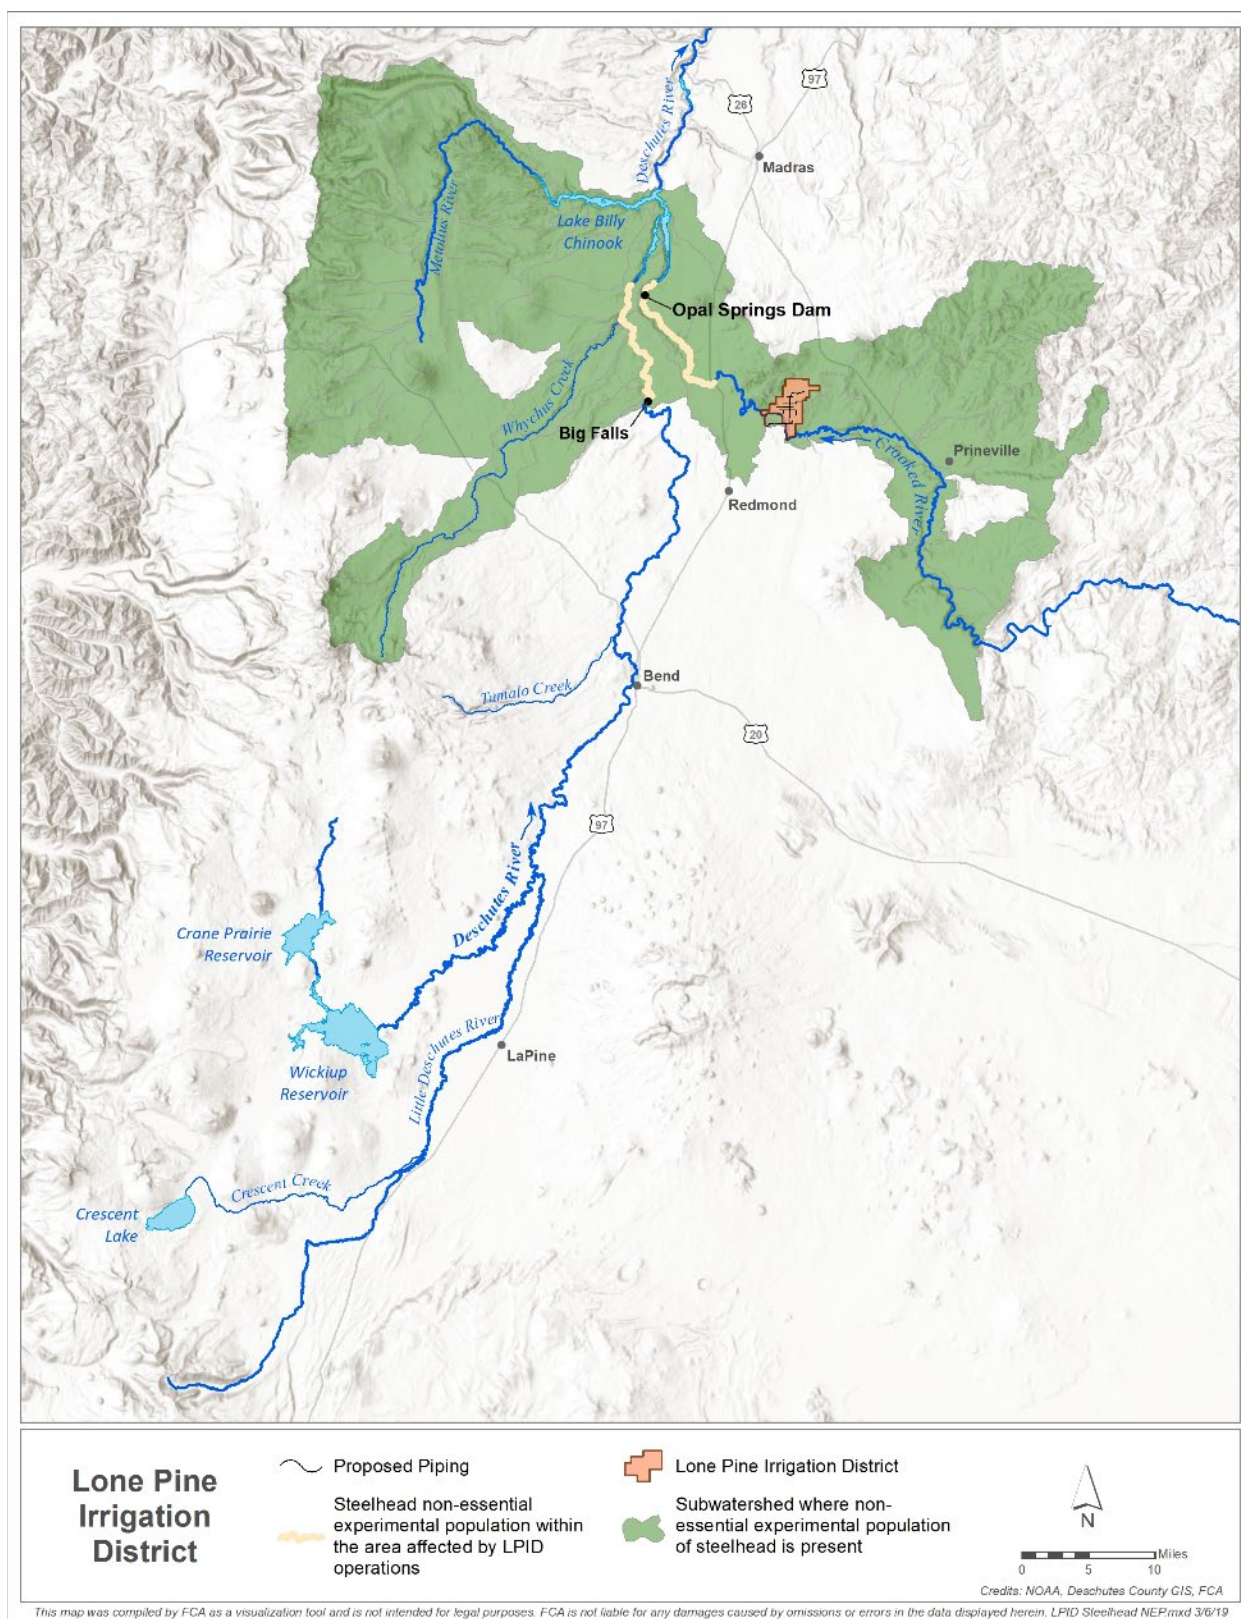 Deschutes River
97
26
Madras
Metolius River
Lake Billy
Chinook
Opal Springs Dam
Whychus Creek
Big Falls
Crooked River
Prineville
Redmond
Bend
Tumalo Creek
20
97
Deschutes River
Crane Prairie
Reservoir
Little Deschutes River
LaPine
Wickiup
Reservoir
Crescent Creek
Crescent
Lake
Lone Pine
Irrigation
District
Proposed Piping
Steelhead non-essential
experimental population within
the area affected by LPID
operations
Lone Pine Irrigation District
Subwatershed where non-
essential experimental population
of steelhead is present
N
Miles
0 5 10
Credits: NOAA, Deschutes County GIS, FCA
This map was compiled by FCA as a visualization tool and is not intended for legal purposes. FCA is not liable for any damages caused by omissions or errors in the data displayed herein. LPID Steelhead NEP.mxd 3/6/19